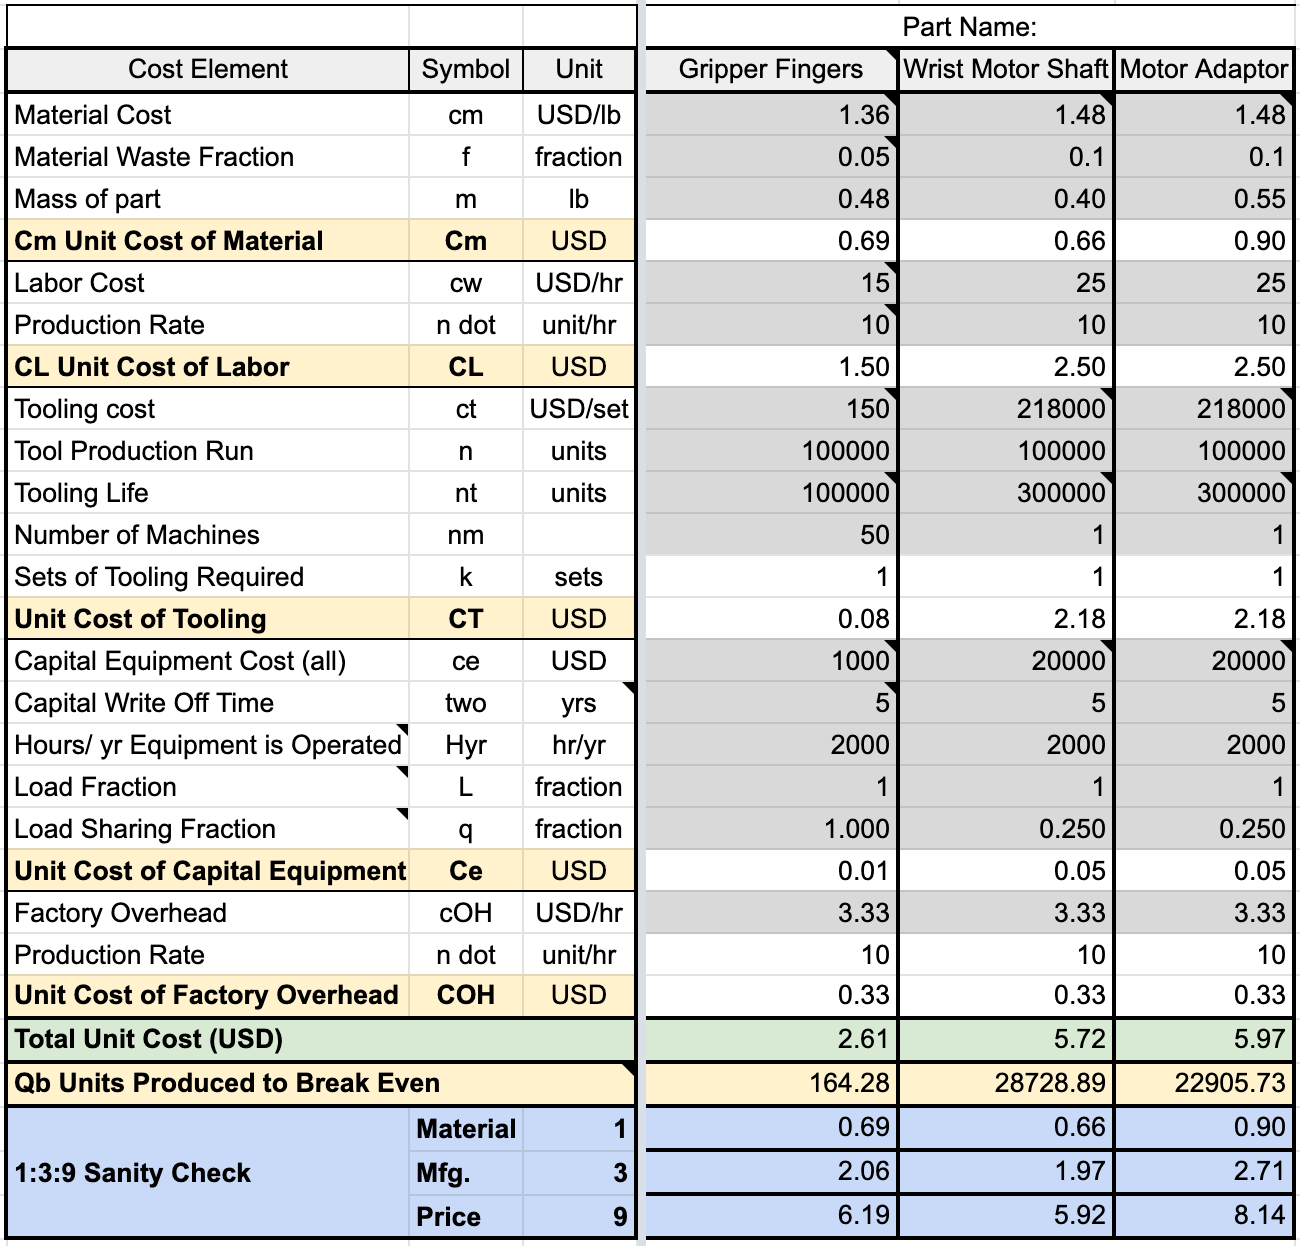 Part Name:
Cost Element Symbol Unit Gripper Fingers Wrist Motor Shaft Motor Adaptor
Material Cost cm USD/lb 1.36 1.48 1.48
Material Waste Fraction f fraction 0.05 0.1 0.1
Mass of part m lb 0.48 0.40 0.55
Cm Unit Cost of Material Cm USD 0.69 0.66 0.90
Labor Cost cw USD/hr 15 25 25
Production Rate n dot unit/hr 10 10 10
CL Unit Cost of Labor CL USD 1.50 2.50 2.50
Tooling cost ct USD/set 150 218000 218000
Tool Production Run n units 100000 100000 100000
Tooling Life nt units 100000 300000 300000
Number of Machines nm 50 1 1
Sets of Tooling Required k sets 1 1 1
Unit Cost of Tooling CT USD 0.08 2.18 2.18
Capital Equipment Cost (all) ce USD 1000 20000 20000
Capital Write Off Time two yrs 5 5 5
Hours/ yr Equipment is Operated Hyr hr/yr 2000 2000 2000
Load Fraction L fraction 1 1 1
Load Sharing Fraction q fraction 1.000 0.250 0.250
Unit Cost of Capital Equipment Ce USD 0.01 0.05 0.05
Factory Overhead cOH USD/hr 3.33 3.33 3.33
Production Rate n dot unit/hr 10 10 10
Unit Cost of Factory Overhead COH USD 0.33 0.33 0.33
Total Unit Cost (USD) 2.61 5.72 5.97
Qb Units Produced to Break Even 164.28 28728.89 22905.73
Material 1 0.69 0.66 0.90
1:3:9 Sanity Check Mfg. 3 2.06 1.97 2.71
Price 9 6.19 5.92 8.14